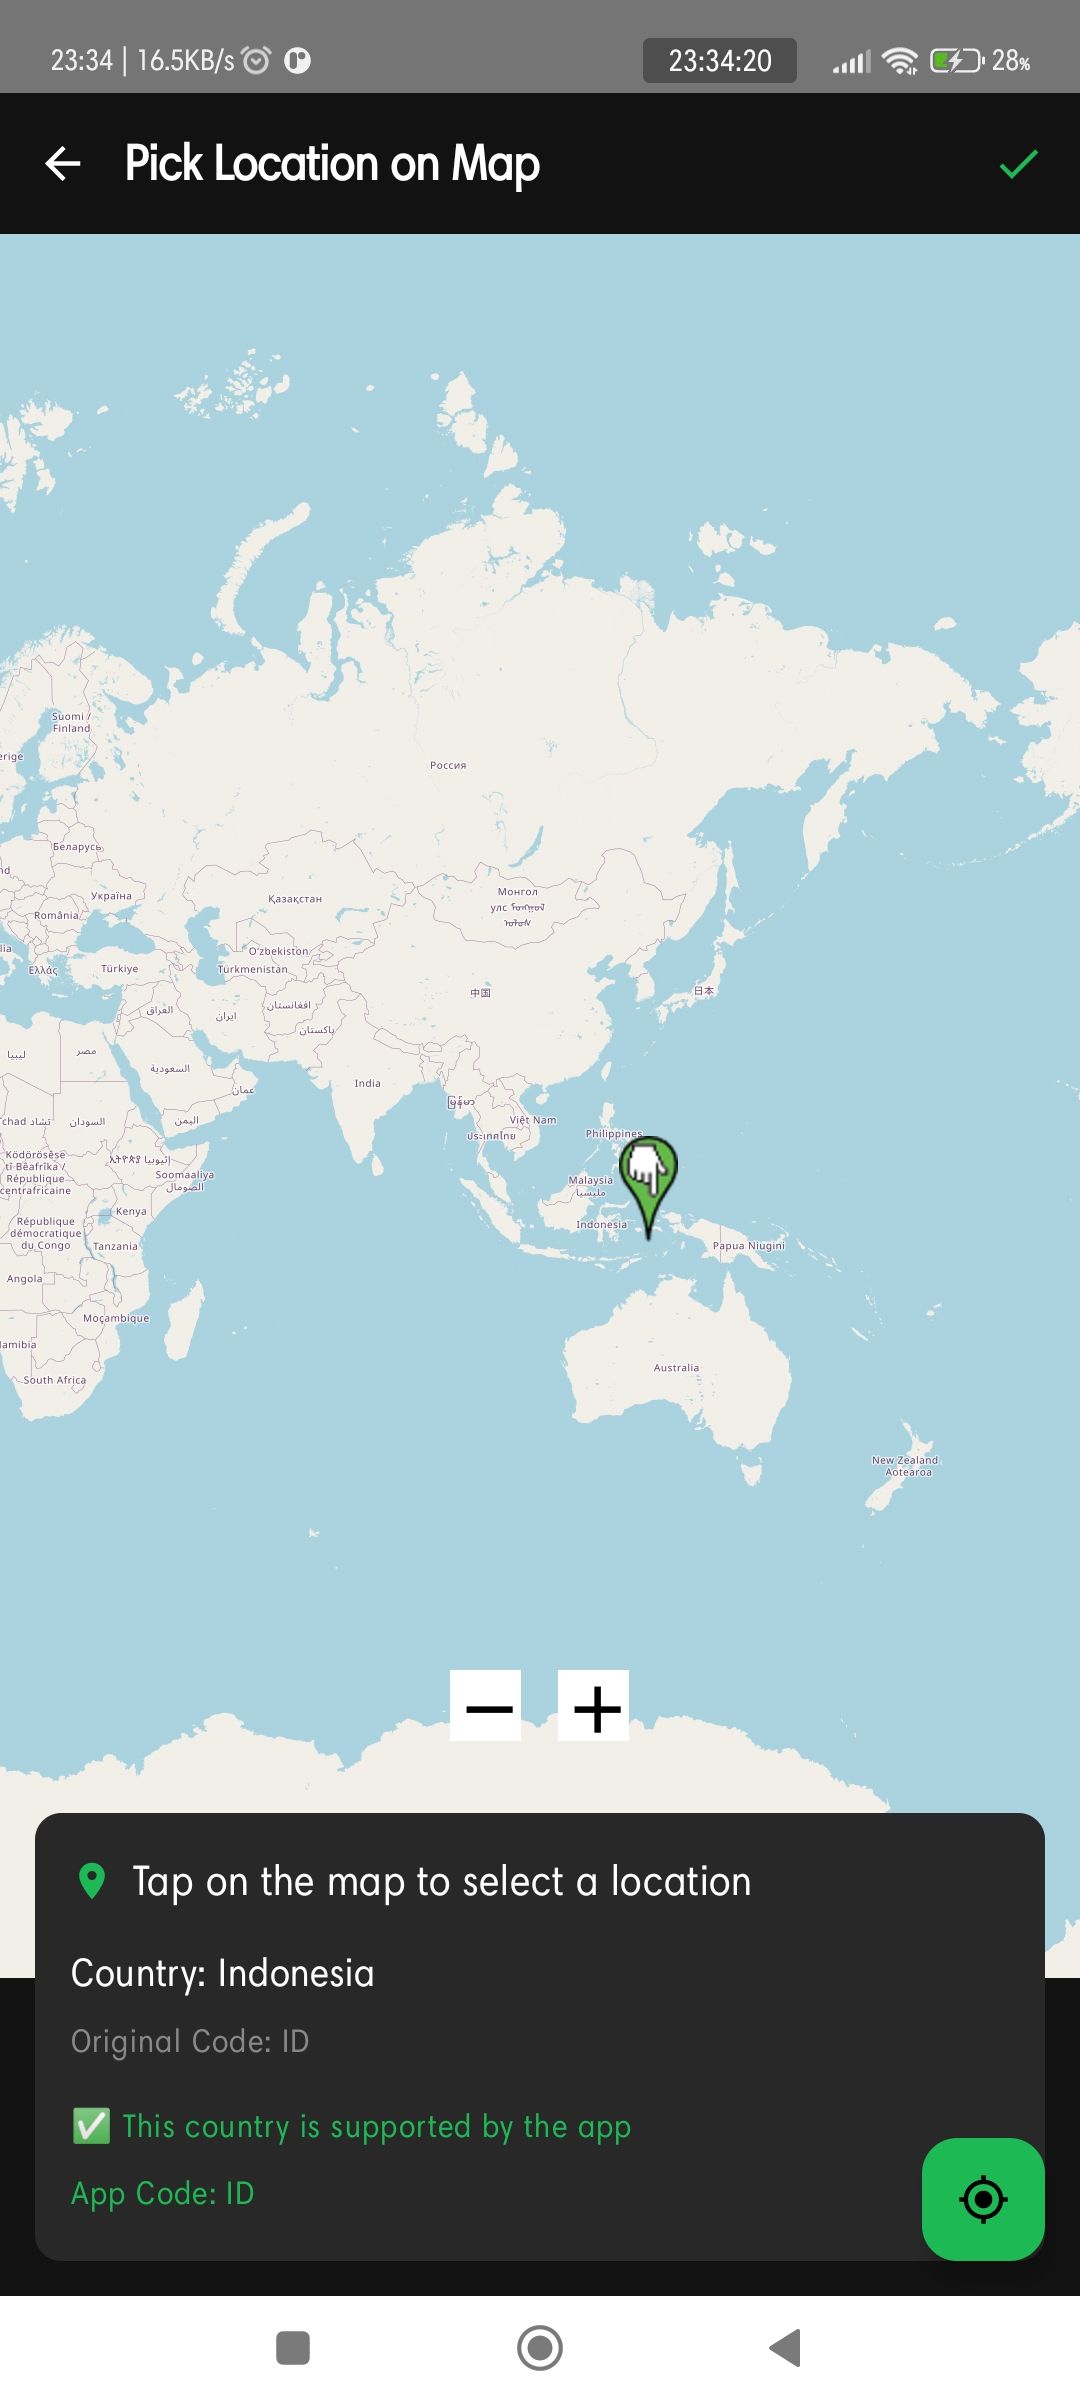 23:34 | 16.5KB/s
23:34:20
28%
Pick Location on Map
Suomi /
Finland
erige
Россия
Беларусь
nd
Україна
Қазақстан
Монгол
улс
România
lia
Oʻzbekiston
Ελλάς
Türkiye
Türkmenistan
中国
日本
العراق
ایران
افغانستان
پاکستان
ليبيا
مصر
السعودية
عمان
India
မြန်မာ
Tchad تشاد
السودان
اليمن
Việt Nam
ประเทศไทย
Philippines
Ködörösêse
tî Bêafrîka /
République
centrafricaine
ኢትዮጵያ إثيوبيا
Soomaaliya
الصومال
Malaysia
مليسيا
Kenya
République
démocratique
du Congo
Indonesia
Tanzania
Papua Niugini
Angola
Moçambique
Namibia
South Africa
Australia
New Zealand
Aotearoa
− +
Tap on the map to select a location
Country: Indonesia
Original Code: ID
✅ This country is supported by the app
App Code: ID